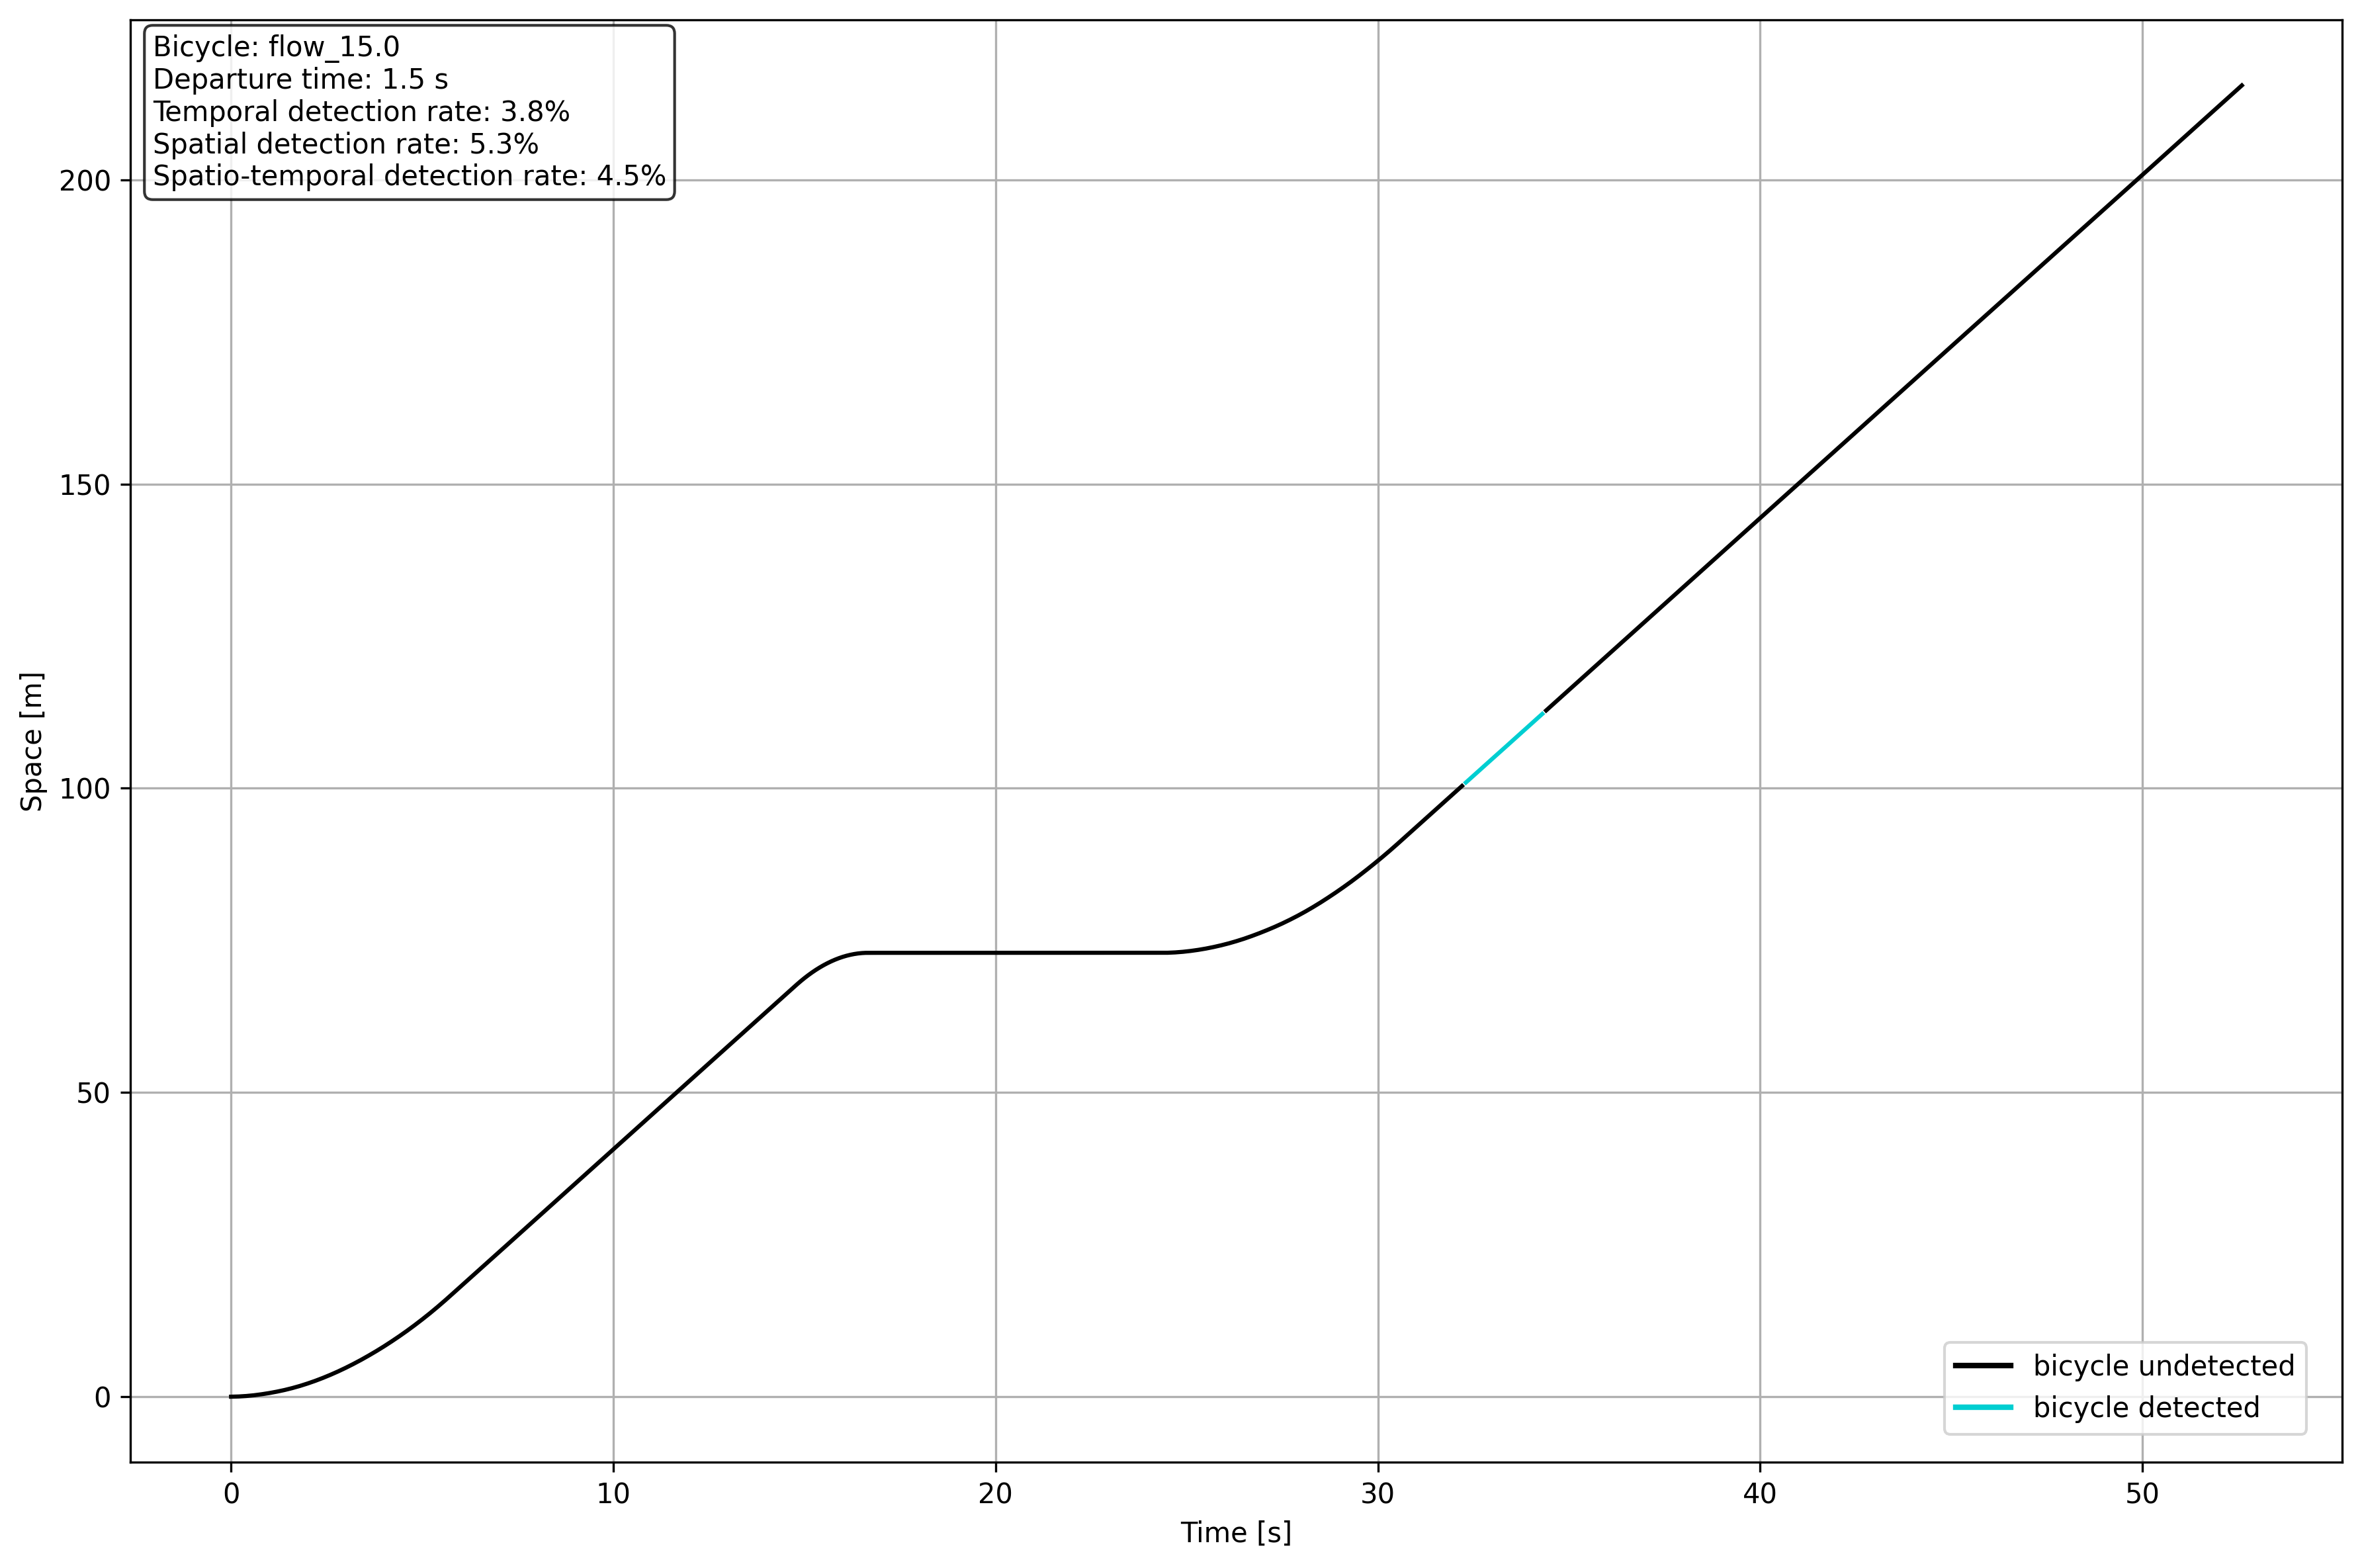 Bicycle: flow_15.0
Departure time: 1.5 s
Temporal detection rate: 3.8%
Spatial detection rate: 5.3%
Spatio-temporal detection rate: 4.5%
200
150
100
50
0
Space [m]
bicycle undetected
bicycle detected
0 10 20 30 40 50
Time [s]